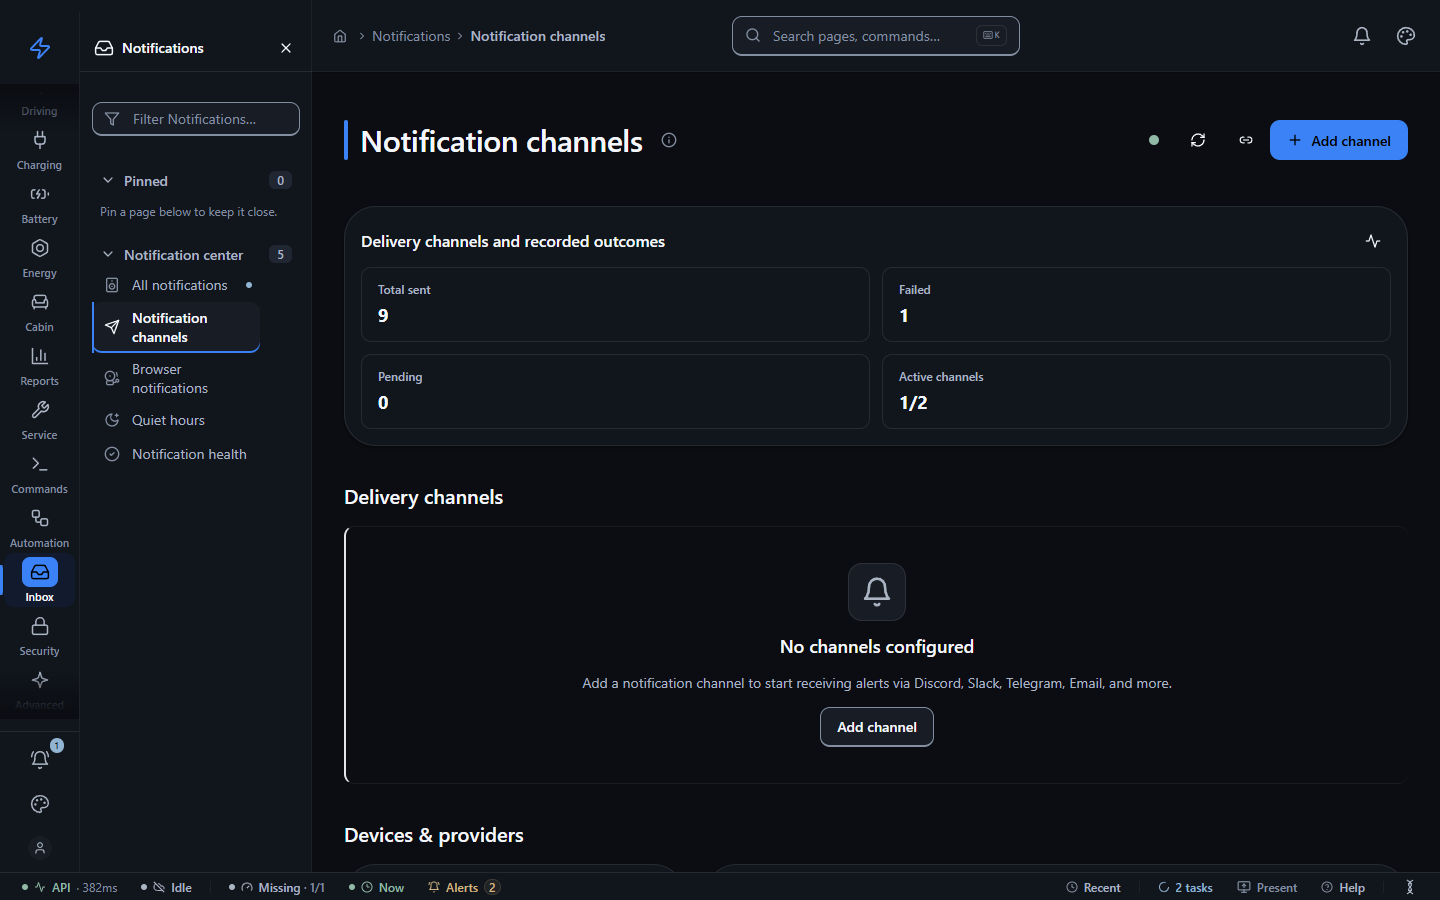 Notifications
Notifications
Notification channels
Search pages, commands...
K
Driving
Charging
Battery
Energy
Cabin
Reports
Service
Commands
Automation
Inbox
Security
Advanced
1
Filter Notifications...
Pinned
0
Pin a page below to keep it close.
Notification center
5
All notifications
Notification
channels
Browser
notifications
Quiet hours
Notification health
Notification channels
Add channel
Delivery channels and recorded outcomes
Total sent
9
Failed
1
Pending
0
Active channels
1/2
Delivery channels
No channels configured
Add a notification channel to start receiving alerts via Discord, Slack, Telegram, Email, and more.
Add channel
Devices & providers
API · 382ms
Idle
Missing · 1/1
Now
Alerts 2
Recent
2 tasks
Present
Help